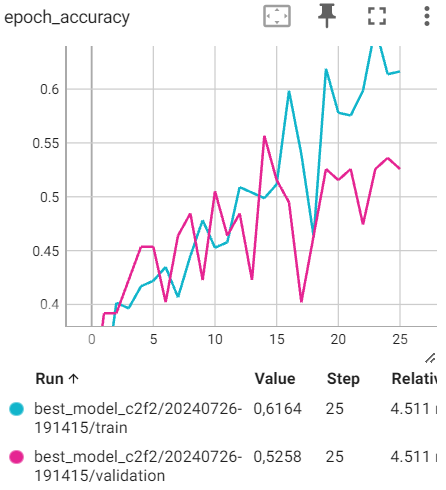 epoch_accuracy
0.6
0.55
0.5
0.45
0.4
0 5 10 15 20 25
Run ↑ Value Step Relativ
best_model_c2f2/20240726-191415/train 0,6164 25 4.511 r
best_model_c2f2/20240726-191415/validation 0,5258 25 4.511 r